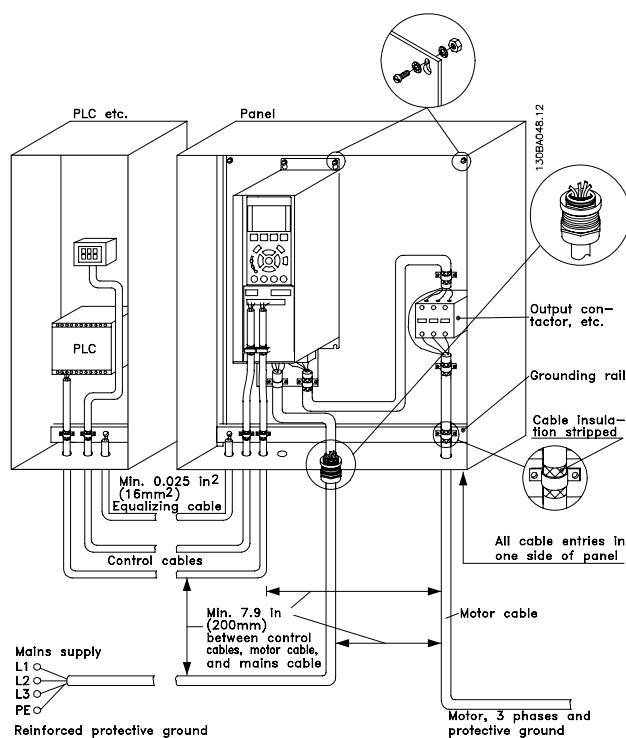 PLC etc.
Panel
130BA048.12
PLC
Output con-
tactor, etc.
Grounding rail
Cable insula-
tion stripped
Min. 0.025 in2
(16mm2)
Equalizing cable
Control cables
All cable entries in
one side of panel
Min. 7.9 in
(200mm)
between control
cables, motor cable,
and mains cable
Motor cable
Mains supply
L1
L2
L3
PE
Reinforced protective ground
Motor, 3 phases and
protective ground